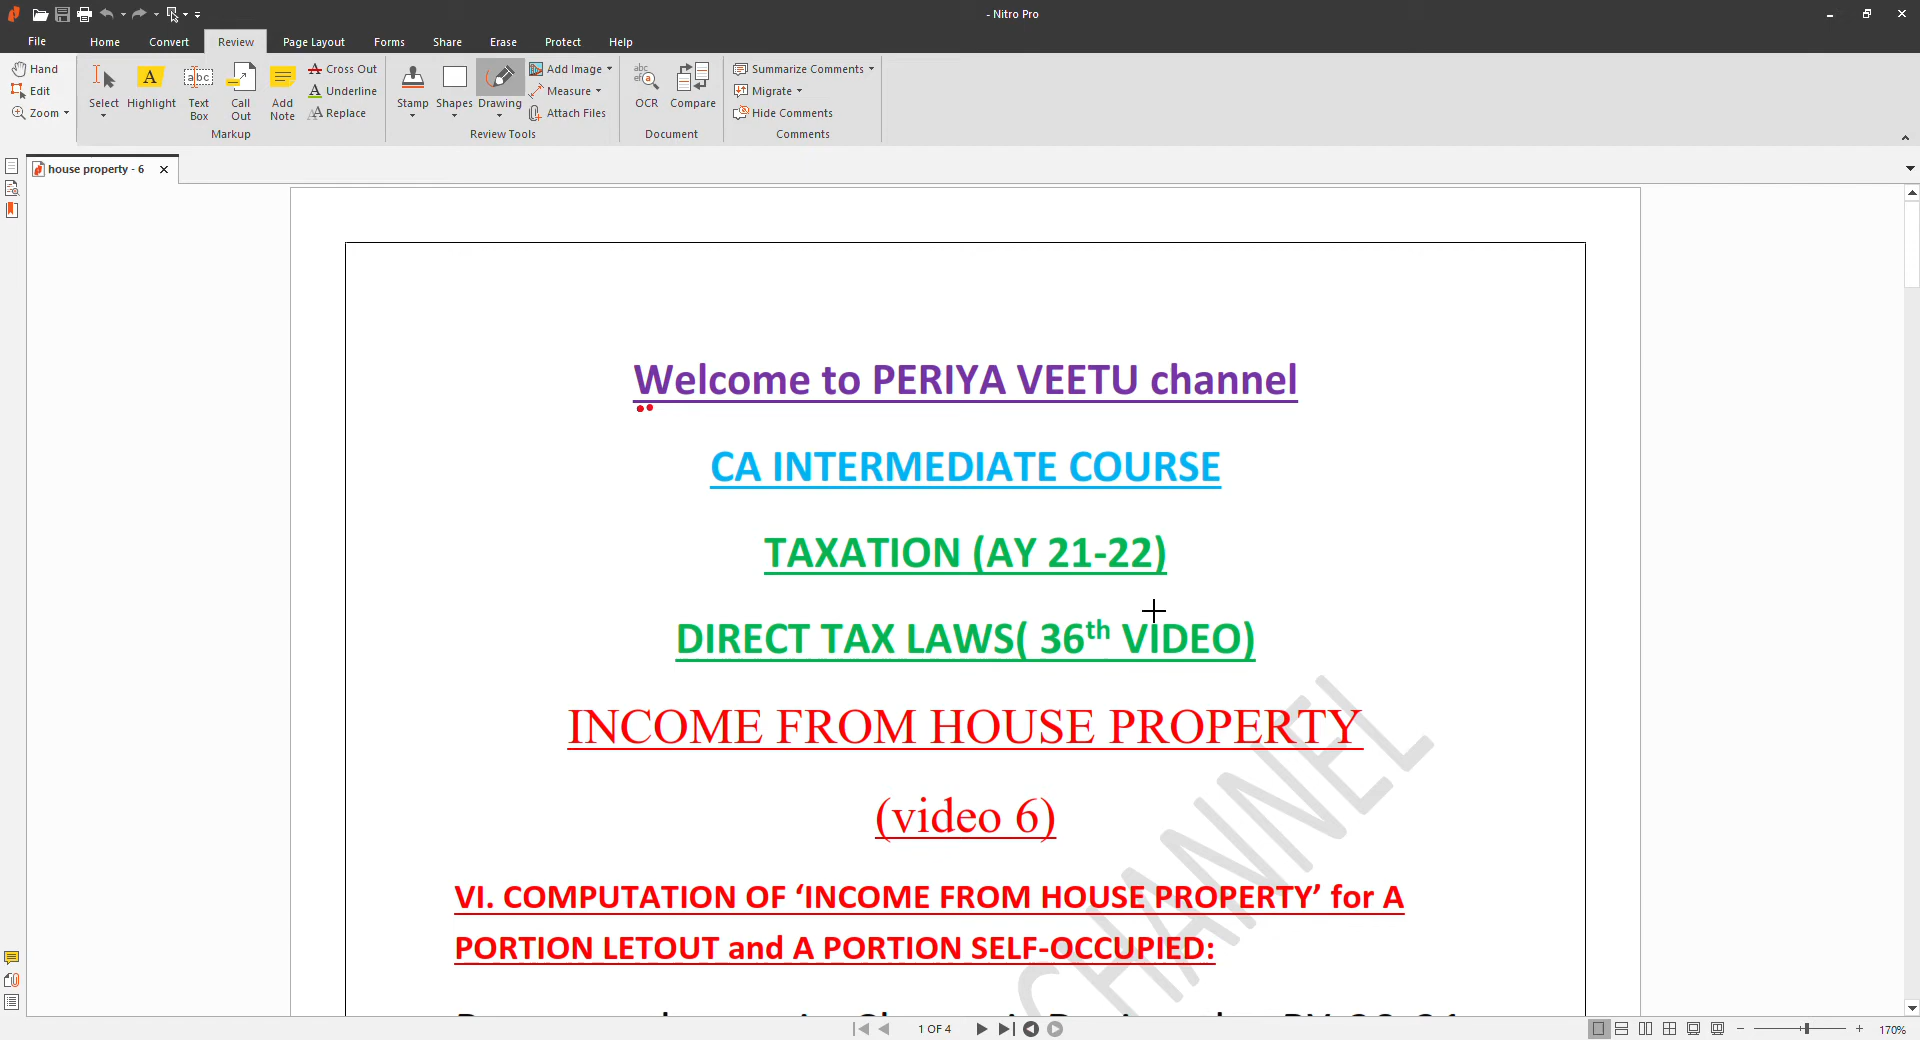 - Nitro Pro
File Home Convert Review Page Layout Forms Share Erase Protect Help
Hand
Edit
Zoom
Select
Highlight
Text Box
Call Out
Add Note
Cross Out
Underline
Replace
Markup
Stamp
Shapes
Drawing
Add Image
Measure
Attach Files
Review Tools
OCR
Compare
Document
Summarize Comments
Migrate
Hide Comments
Comments
house property - 6
Welcome to PERIYA VEETU channel
CA INTERMEDIATE COURSE
TAXATION (AY 21-22)
DIRECT TAX LAWS( 36th VIDEO)
INCOME FROM HOUSE PROPERTY
(video 6)
VI. COMPUTATION OF ‘INCOME FROM HOUSE PROPERTY’ for A
PORTION LETOUT and A PORTION SELF-OCCUPIED:
CHANNEL
1 OF 4
170%